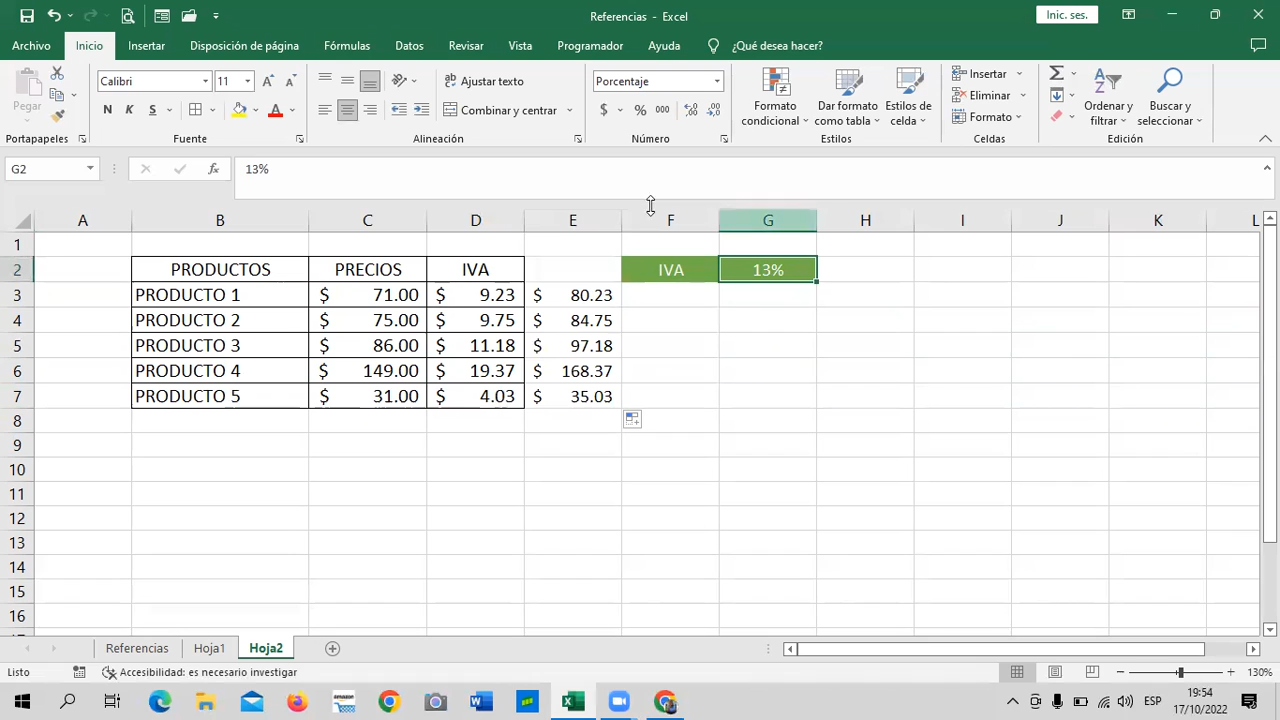 Referencias - Excel
Inic. ses.
Archivo Inicio Insertar Disposición de página Fórmulas Datos Revisar Vista Programador Ayuda ¿Qué desea hacer?
Pegar
Calibri 11
N K S
Ajustar texto
Combinar y centrar
Porcentaje
$ % 000
Formato condicional
Dar formato como tabla
Estilos de celda
Insertar
Eliminar
Formato
Ordenar y filtrar
Buscar y seleccionar
Portapapeles Fuente Alineación Número Estilos Celdas Edición
G2 fx 13%
A B C D E F G H I J K L
1
2 PRODUCTOS PRECIOS IVA IVA 13%
3 PRODUCTO 1 $ 71.00 $ 9.23 $ 80.23
4 PRODUCTO 2 $ 75.00 $ 9.75 $ 84.75
5 PRODUCTO 3 $ 86.00 $ 11.18 $ 97.18
6 PRODUCTO 4 $ 149.00 $ 19.37 $ 168.37
7 PRODUCTO 5 $ 31.00 $ 4.03 $ 35.03
8
9
10
11
12
13
14
15
16
Referencias Hoja1 Hoja2
Listo Accesibilidad: es necesario investigar 130%
ESP 19:54
17/10/2022